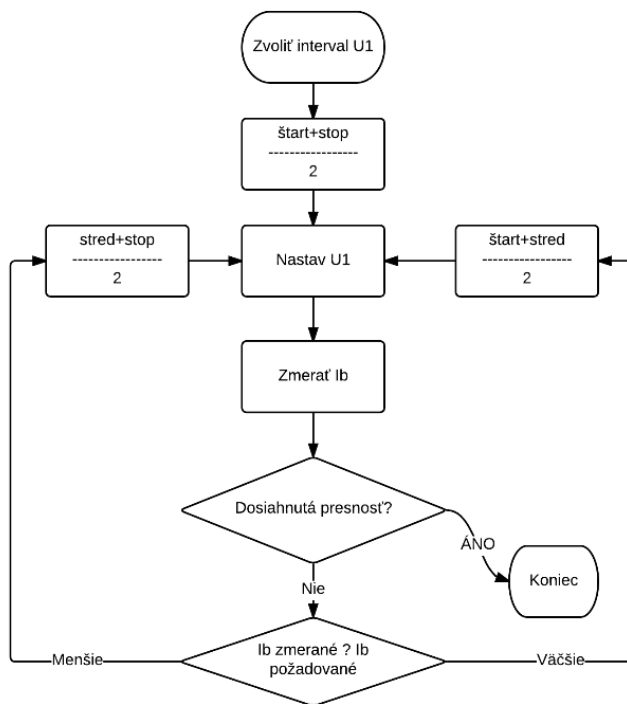 Zvoliť interval U1
štart+stop
-----------------
2
stred+stop
-----------------
2
Nastav U1
štart+stred
-----------------
2
Zmerať Ib
Dosiahnutá presnosť?
ÁNO
Koniec
Nie
Ib zmerané ? Ib
požadované
Menšie
Väčšie